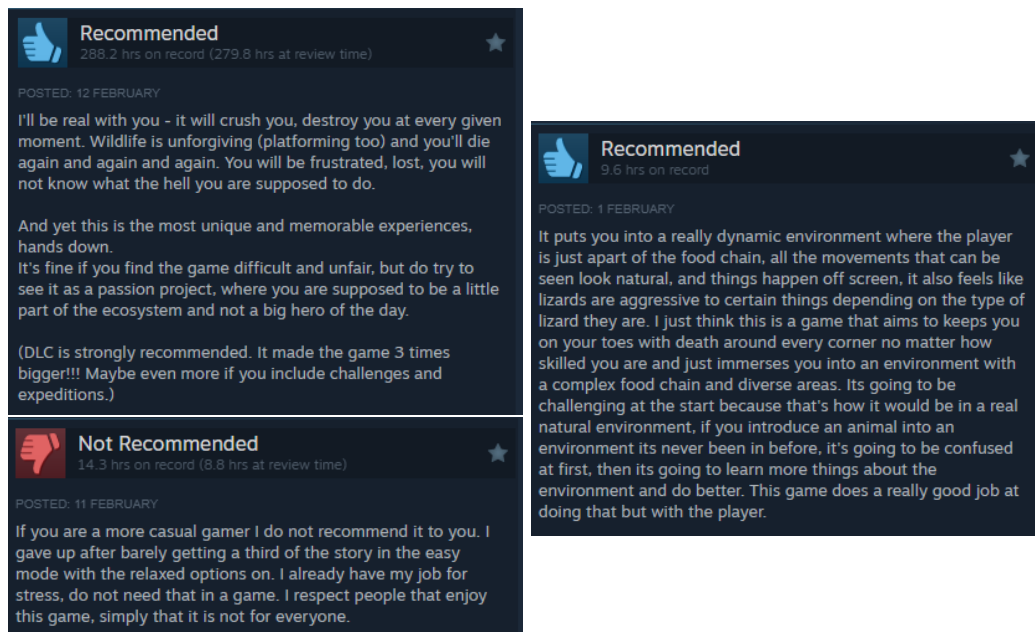 Recommended
288.2 hrs on record (279.8 hrs at review time)
POSTED: 12 FEBRUARY
I'll be real with you - it will crush you, destroy you at every given
moment. Wildlife is unforgiving (platforming too) and you'll die
again and again and again. You will be frustrated, lost, you will
not know what the hell you are supposed to do.
And yet this is the most unique and memorable experiences,
hands down.
It's fine if you find the game difficult and unfair, but do try to
see it as a passion project, where you are supposed to be a little
part of the ecosystem and not a big hero of the day.
(DLC is strongly recommended. It made the game 3 times
bigger!!! Maybe even more if you include challenges and
expeditions.)
Not Recommended
14.3 hrs on record (8.8 hrs at review time)
POSTED: 11 FEBRUARY
If you are a more casual gamer I do not recommend it to you. I
gave up after barely getting a third of the story in the easy
mode with the relaxed options on. I already have my job for
stress, do not need that in a game. I respect people that enjoy
this game, simply that it is not for everyone.
Recommended
9.6 hrs on record
POSTED: 1 FEBRUARY
It puts you into a really dynamic environment where the player
is just apart of the food chain, all the movements that can be
seen look natural, and things happen off screen, it also feels like
lizards are aggressive to certain things depending on the type of
lizard they are. I just think this is a game that aims to keeps you
on your toes with death around every corner no matter how
skilled you are and just immerses you into an environment with
a complex food chain and diverse areas. Its going to be
challenging at the start because that's how it would be in a real
natural environment, if you introduce an animal into an
environment its never been in before, it's going to be confused
at first, then its going to learn more things about the
environment and do better. This game does a really good job at
doing that but with the player.